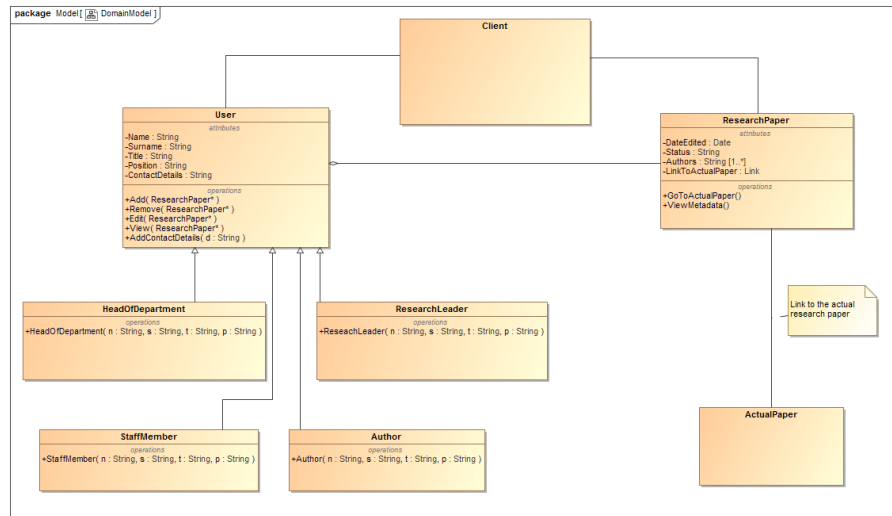 package Model [ DomainModel ]
Client
User
attributes
-Name : String
-Surname : String
-Title : String
-Position : String
-ContactDetails : String
operations
+Add( ResearchPaper* )
+Remove( ResearchPaper* )
+Edit( ResearchPaper* )
+View( ResearchPaper* )
+AddContactDetails( d : String )
ResearchPaper
attributes
-DateEdited : Date
-Status : String
-Authors : String [1..*]
-LinkToActualPaper : Link
operations
+GoToActualPaper()
+ViewMetadata()
HeadOfDepartment
operations
+HeadOfDepartment( n : String, s : String, t : String, p : String )
ResearchLeader
operations
+ReseachLeader( n : String, s : String, t : String, p : String )
Link to the actual
research paper
StaffMember
operations
+StaffMember( n : String, s : String, t : String, p : String )
Author
operations
+Author( n : String, s : String, t : String, p : String )
ActualPaper